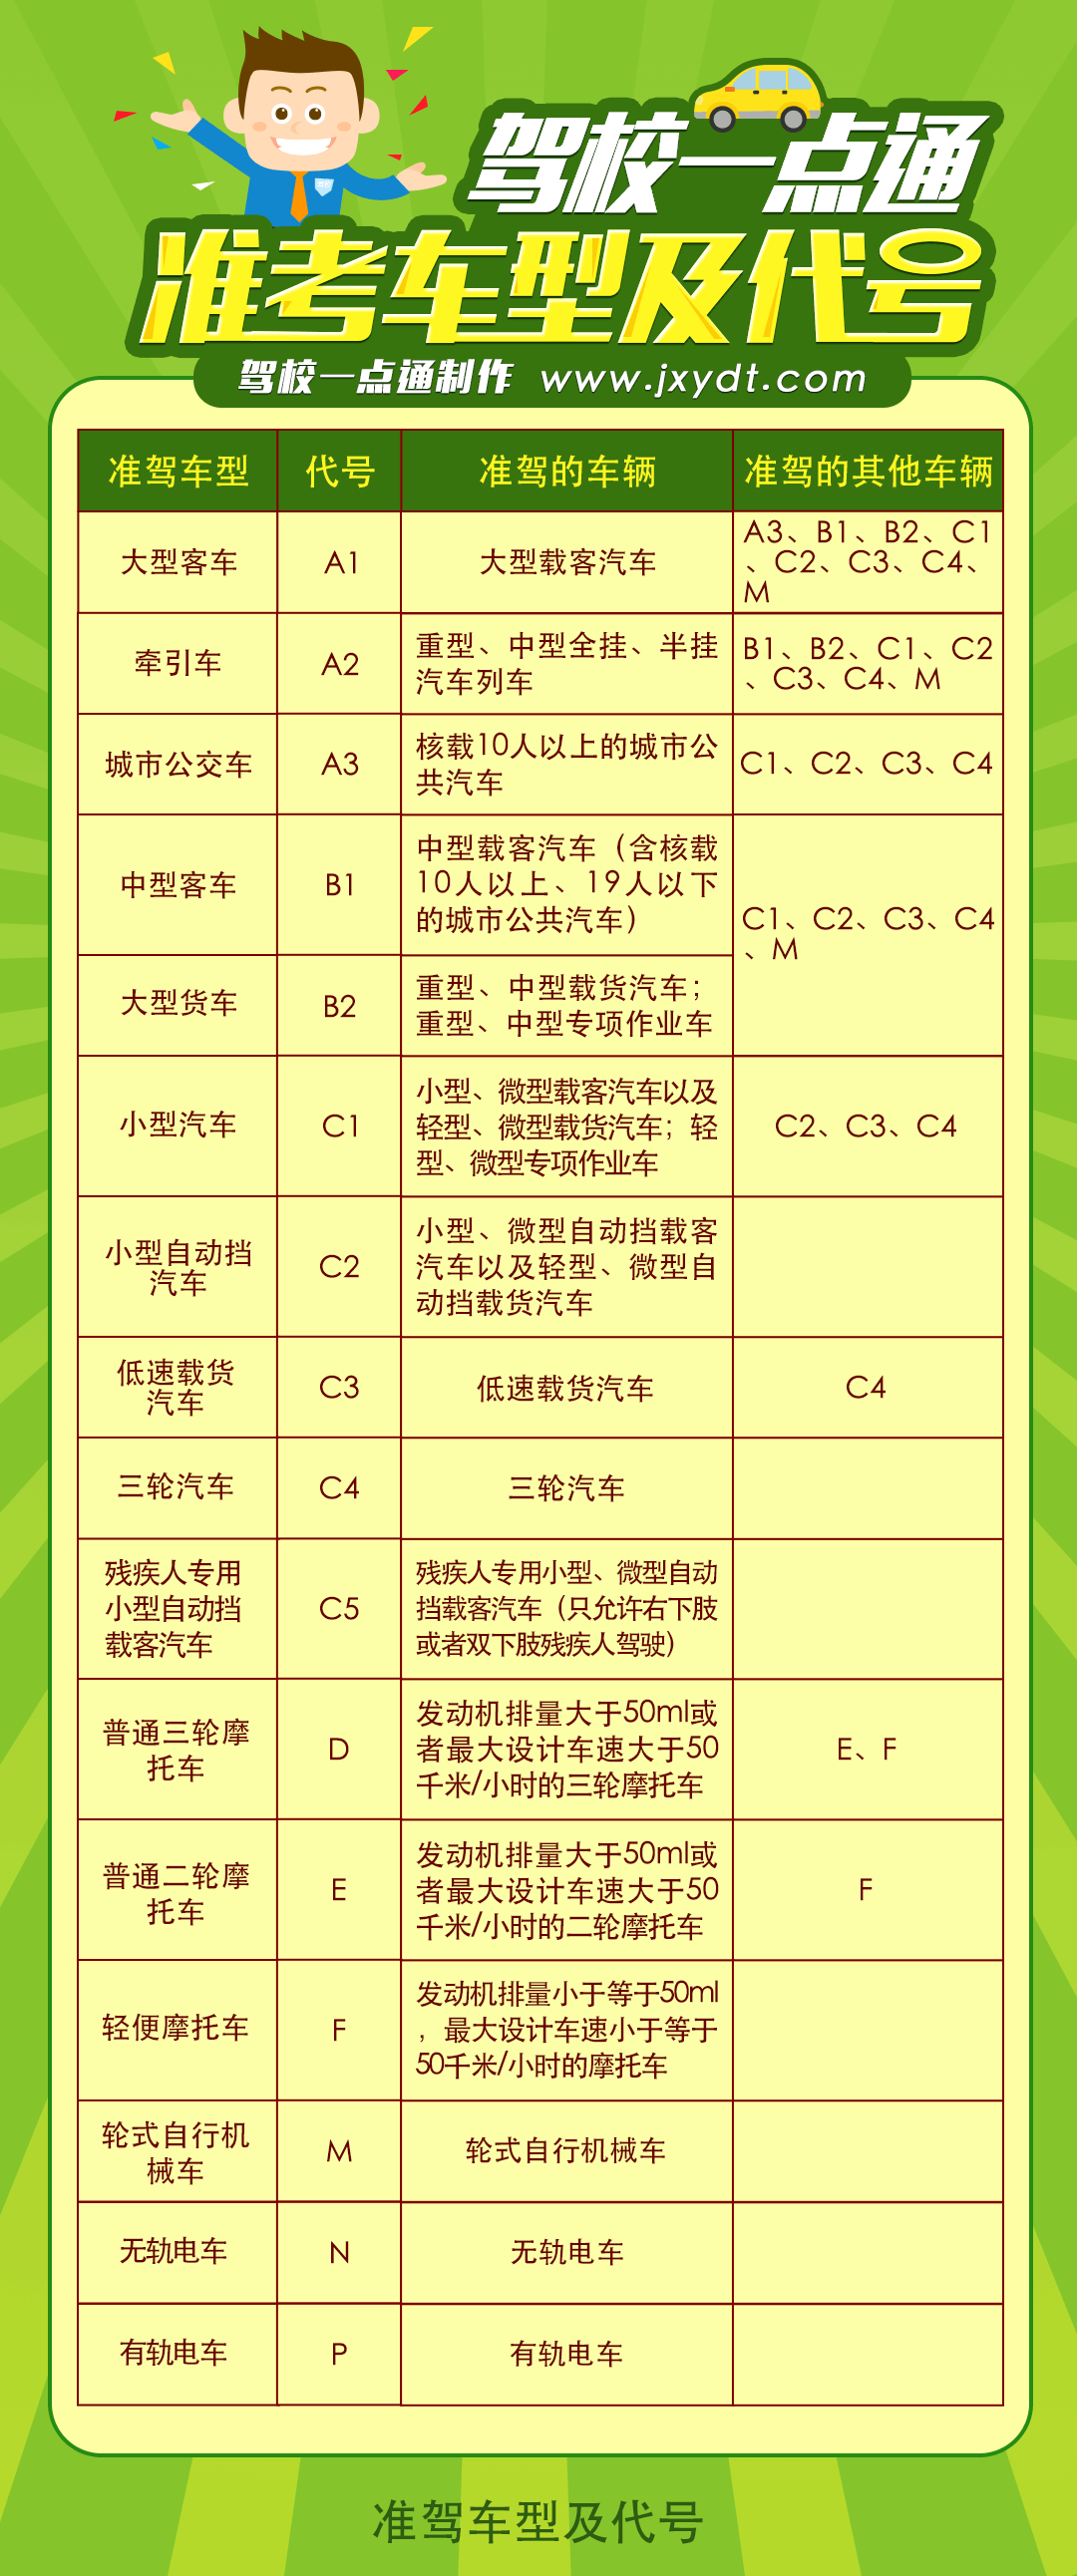 驾校一点通
准考车型及代号
驾校一点通制作 www.jxydt.com
准驾车型 代号 准驾的车辆 准驾的其他车辆
大型客车 A1 大型载客汽车
A3、B1、B2、C1
、C2、C3、C4、
M
牵引车 A2
重型、中型全挂、半挂
汽车列车
B1、B2、C1、C2
、C3、C4、M
城市公交车 A3
核载10人以上的城市公
共汽车
C1、C2、C3、C4
中型客车 B1
中型载客汽车（含核载
10人以上、19人以下
的城市公共汽车）
C1、C2、C3、C4
、M
大型货车 B2
重型、中型载货汽车；
重型、中型专项作业车
小型汽车 C1
小型、微型载客汽车以及
轻型、微型载货汽车；轻
型、微型专项作业车
C2、C3、C4
小型自动挡
汽车
C2
小型、微型自动挡载客
汽车以及轻型、微型自
动挡载货汽车
低速载货
汽车
C3 低速载货汽车 C4
三轮汽车 C4 三轮汽车
残疾人专用
小型自动挡
载客汽车
C5
残疾人专用小型、微型自动
挡载客汽车（只允许右下肢
或者双下肢残疾人驾驶）
普通三轮摩
托车
D
发动机排量大于50ml或
者最大设计车速大于50
千米/小时的三轮摩托车
E、F
普通二轮摩
托车
E
发动机排量大于50ml或
者最大设计车速大于50
千米/小时的二轮摩托车
F
轻便摩托车 F
发动机排量小于等于50ml
，最大设计车速小于等于
50千米/小时的摩托车
轮式自行机
械车
M 轮式自行机械车
无轨电车 N 无轨电车
有轨电车 P 有轨电车
准驾车型及代号